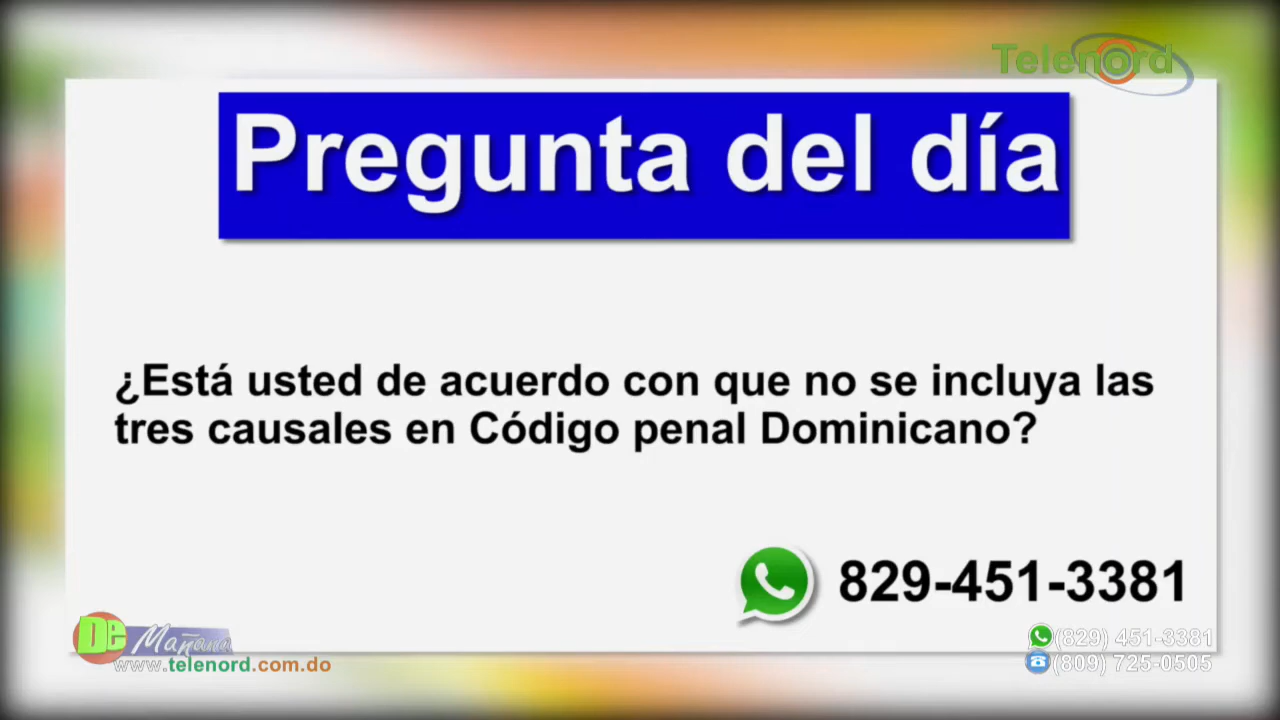 Telenord
Pregunta del día
¿Está usted de acuerdo con que no se incluya las
tres causales en Código penal Dominicano?
829-451-3381
De Mañana
www.telenord.com.do
(829) 451-3381
(809) 725-0505